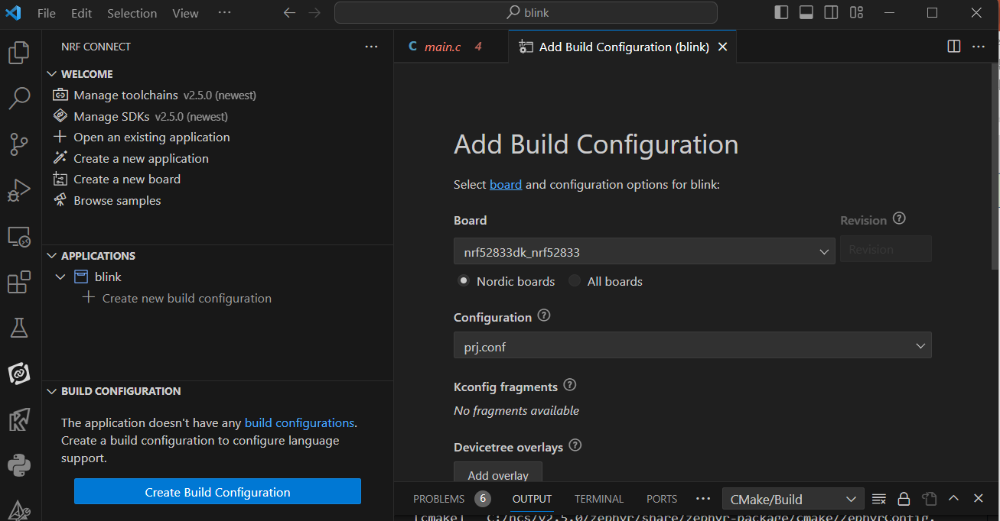 File Edit Selection View ···
blink
NRF CONNECT
WELCOME
Manage toolchains v2.5.0 (newest)
Manage SDKs v2.5.0 (newest)
Open an existing application
Create a new application
Create a new board
Browse samples
APPLICATIONS
blink
Create new build configuration
BUILD CONFIGURATION
The application doesn't have any build configurations.
Create a build configuration to configure language
support.
Create Build Configuration
C main.c 4
Add Build Configuration (blink)
Add Build Configuration
Select board and configuration options for blink:
Board
Revision
nrf52833dk_nrf52833
Revision
Nordic boards
All boards
Configuration
prj.conf
Kconfig fragments
No fragments available
Devicetree overlays
Add overlay
PROBLEMS 6 OUTPUT TERMINAL PORTS ··· CMake/Build
[cmake] C:/ncs/v2.5.0/zephyr/share/zephyr-package/cmake/ZephyrConfig.